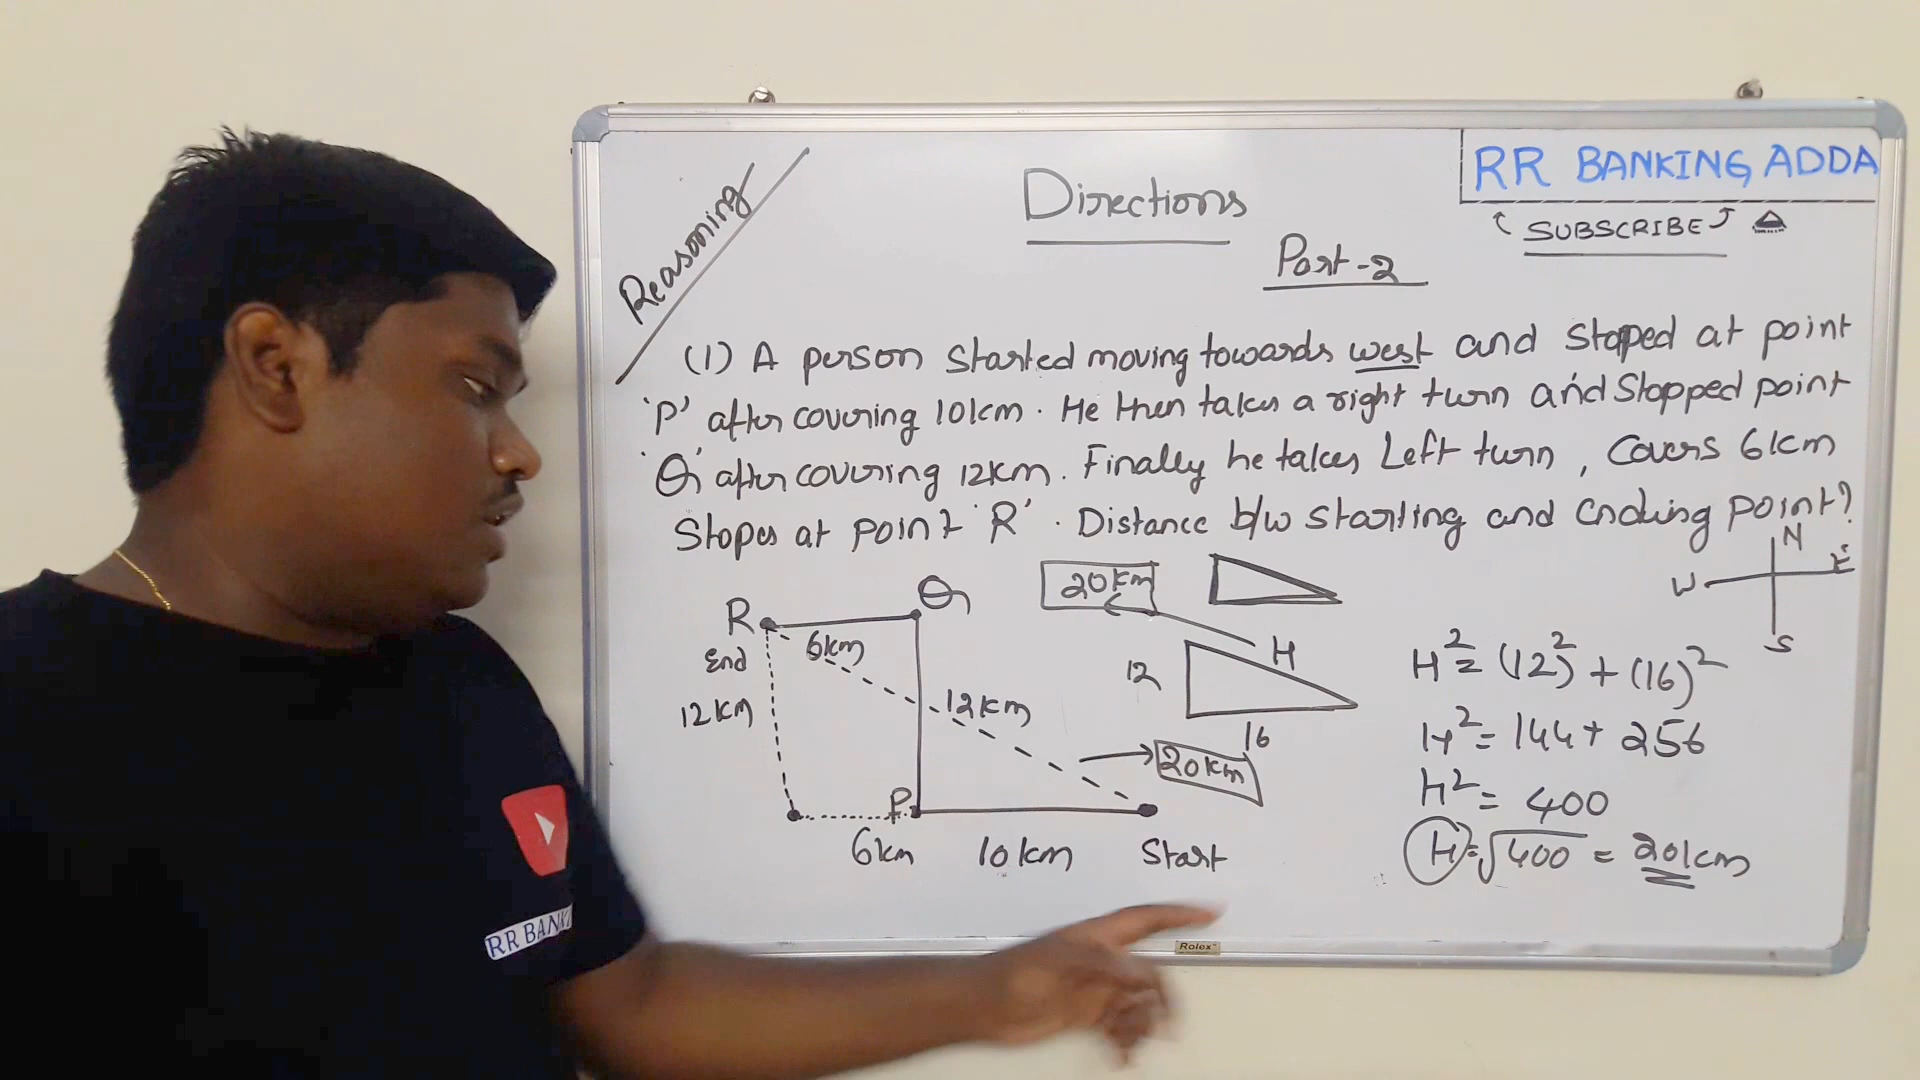 RR BANKING ADDA
SUBSCRIBE
Reasoning
Directions
Part-2
(1) A person started moving towards west and stoped at point
'P' after covering 10km. He then takes a right turn and stopped point
'Q' after covering 12km. Finally he takes Left turn, Covers 6km
Stopes at point 'R'. Distance b/w starting and ending point?
N
W E
S
R
Q
6km
End
12km
12km
P
6km
10km
Start
20km
20km
H
12
16
H² = (12)² + (16)²
H² = 144 + 256
H² = 400
H = √400 = 20km
Rolex
RR BANKI